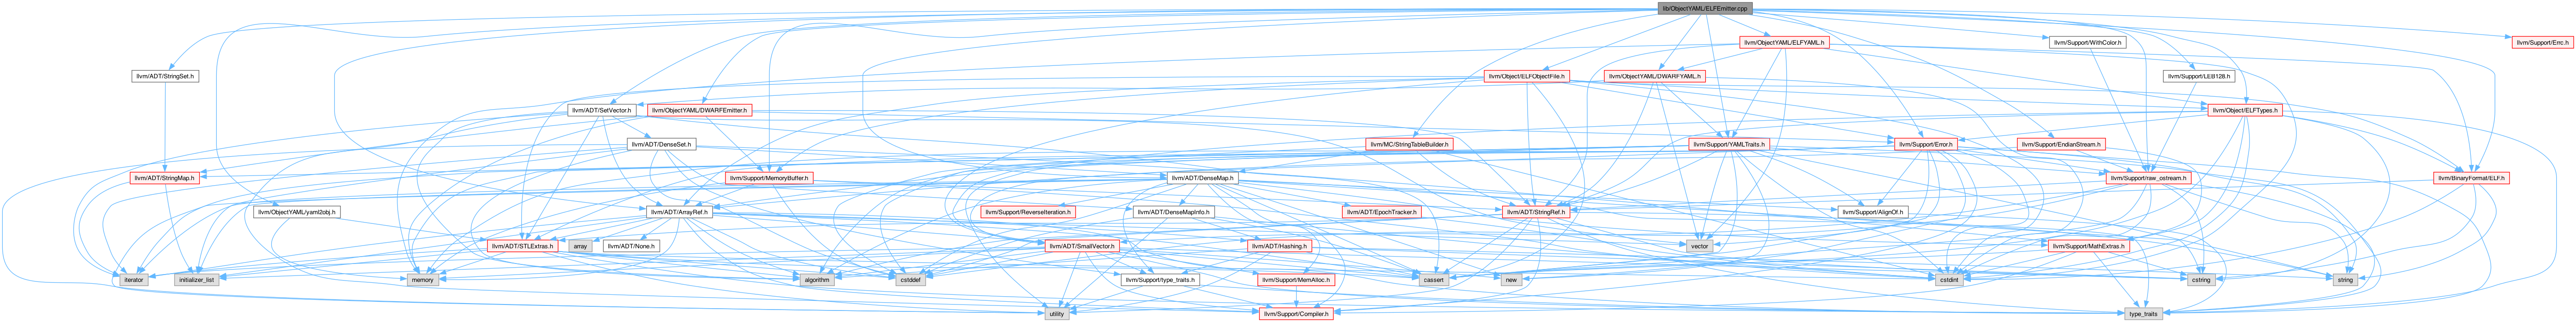 lib/ObjectYAML/ELFEmitter.cpp
llvm/ObjectYAML/ELFYAML.h
llvm/Support/WithColor.h
llvm/Support/Errc.h
llvm/ADT/StringSet.h
llvm/Object/ELFObjectFile.h
llvm/ObjectYAML/DWARFYAML.h
llvm/Support/LEB128.h
llvm/ADT/SetVector.h
llvm/ObjectYAML/DWARFEmitter.h
llvm/Object/ELFTypes.h
llvm/ADT/DenseSet.h
llvm/MC/StringTableBuilder.h
llvm/Support/YAMLTraits.h
llvm/Support/Error.h
llvm/Support/EndianStream.h
llvm/ADT/StringMap.h
llvm/Support/MemoryBuffer.h
llvm/ADT/DenseMap.h
llvm/Support/raw_ostream.h
llvm/BinaryFormat/ELF.h
llvm/ObjectYAML/yaml2obj.h
llvm/ADT/ArrayRef.h
llvm/ADT/DenseMapInfo.h
llvm/Support/ReverseIteration.h
llvm/ADT/EpochTracker.h
llvm/ADT/StringRef.h
llvm/Support/AlignOf.h
llvm/ADT/STLExtras.h
array
llvm/ADT/None.h
llvm/ADT/SmallVector.h
llvm/ADT/Hashing.h
vector
llvm/Support/MathExtras.h
iterator
initializer_list
memory
algorithm
cstddef
llvm/Support/type_traits.h
llvm/Support/MemAlloc.h
cassert
new
cstdint
cstring
string
utility
llvm/Support/Compiler.h
type_traits